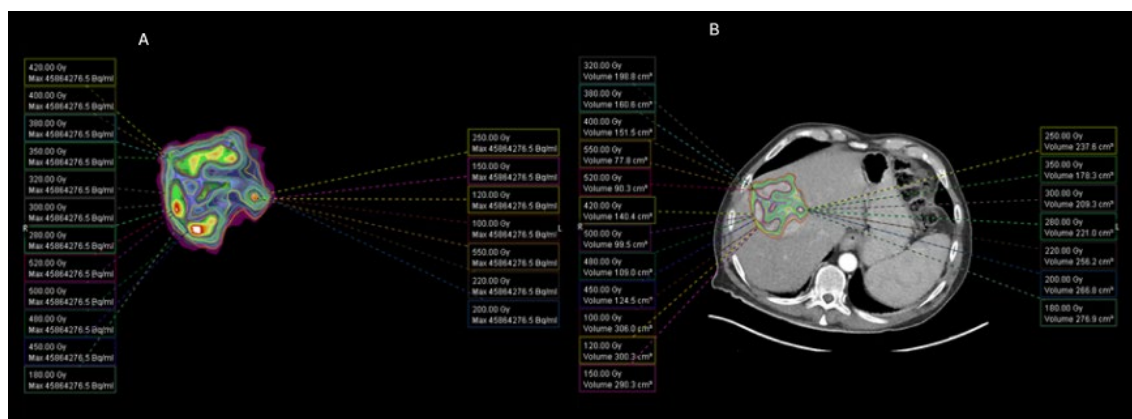 A
420.00 Gy
Max 45864276.5 Bq/ml
400.00 Gy
Max 45864276.5 Bq/ml
380.00 Gy
Max 45864276.5 Bq/ml
350.00 Gy
Max 45864276.5 Bq/ml
320.00 Gy
Max 45864276.5 Bq/ml
300.00 Gy
Max 45864276.5 Bq/ml
280.00 Gy
Max 45864276.5 Bq/ml
520.00 Gy
Max 45864276.5 Bq/ml
500.00 Gy
Max 45864276.5 Bq/ml
480.00 Gy
Max 45864276.5 Bq/ml
450.00 Gy
Max 45864276.5 Bq/ml
180.00 Gy
Max 45864276.5 Bq/ml
R
250.00 Gy
Max 45864276.5 Bq/ml
150.00 Gy
Max 45864276.5 Bq/ml
120.00 Gy
Max 45864276.5 Bq/ml
100.00 Gy
Max 45864276.5 Bq/ml
550.00 Gy
Max 45864276.5 Bq/ml
220.00 Gy
Max 45864276.5 Bq/ml
200.00 Gy
Max 45864276.5 Bq/ml
L
B
320.00 Gy
Volume 198.8 cm³
380.00 Gy
Volume 160.6 cm³
400.00 Gy
Volume 151.5 cm³
550.00 Gy
Volume 77.8 cm³
520.00 Gy
Volume 90.3 cm³
420.00 Gy
Volume 140.4 cm³
500.00 Gy
Volume 99.5 cm³
480.00 Gy
Volume 109.0 cm³
450.00 Gy
Volume 124.5 cm³
100.00 Gy
Volume 306.0 cm³
120.00 Gy
Volume 300.3 cm³
150.00 Gy
Volume 290.3 cm³
R
250.00 Gy
Volume 237.6 cm³
350.00 Gy
Volume 178.3 cm³
300.00 Gy
Volume 209.3 cm³
280.00 Gy
Volume 221.0 cm³
220.00 Gy
Volume 256.2 cm³
200.00 Gy
Volume 266.8 cm³
180.00 Gy
Volume 276.9 cm³
L